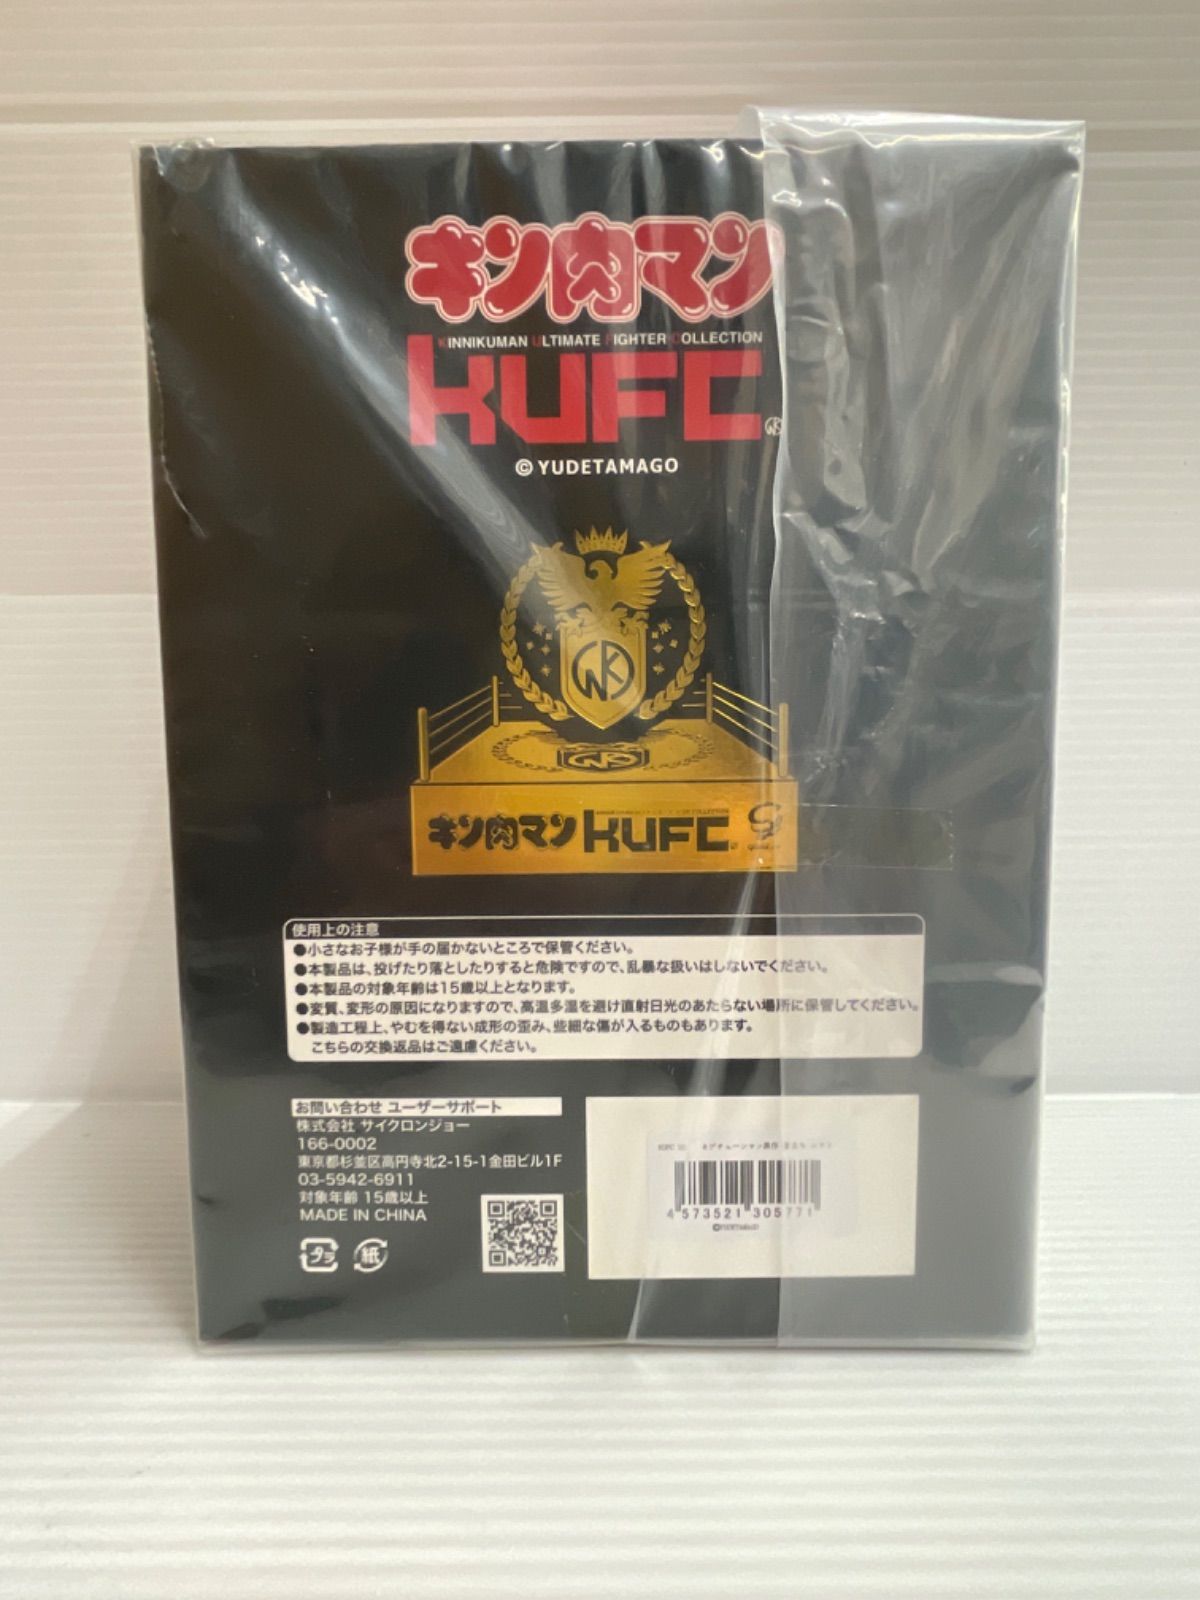 キン肉マン
KINNIKUMAN ULTIMATE FIGHTER COLLECTION
KUFC
©YUDETAMAGO
キン肉マン KUFC
使用上の注意
●小さなお子様が手の届かないところで保管ください。
●本製品は、投げたり落としたりすると危険ですので、乱暴な扱いはしないでください。
●本製品の対象年齢は15歳以上となります。
●変質、変形の原因になりますので、高温多湿を避け直射日光のあたらない場所に保管してください。
●製造工程上、やむを得ない成形の歪み、些細な傷が入るものもあります。
こちらの交換返品はご遠慮ください。
お問い合わせ ユーザーサポート
株式会社 サイクロンジョー
166-0002
東京都杉並区高円寺北2-15-1金田ビル1F
03-5942-6911
対象年齢 15歳以上
MADE IN CHINA
プラ
紙
4 573521 305771
©YUDETAMAGO